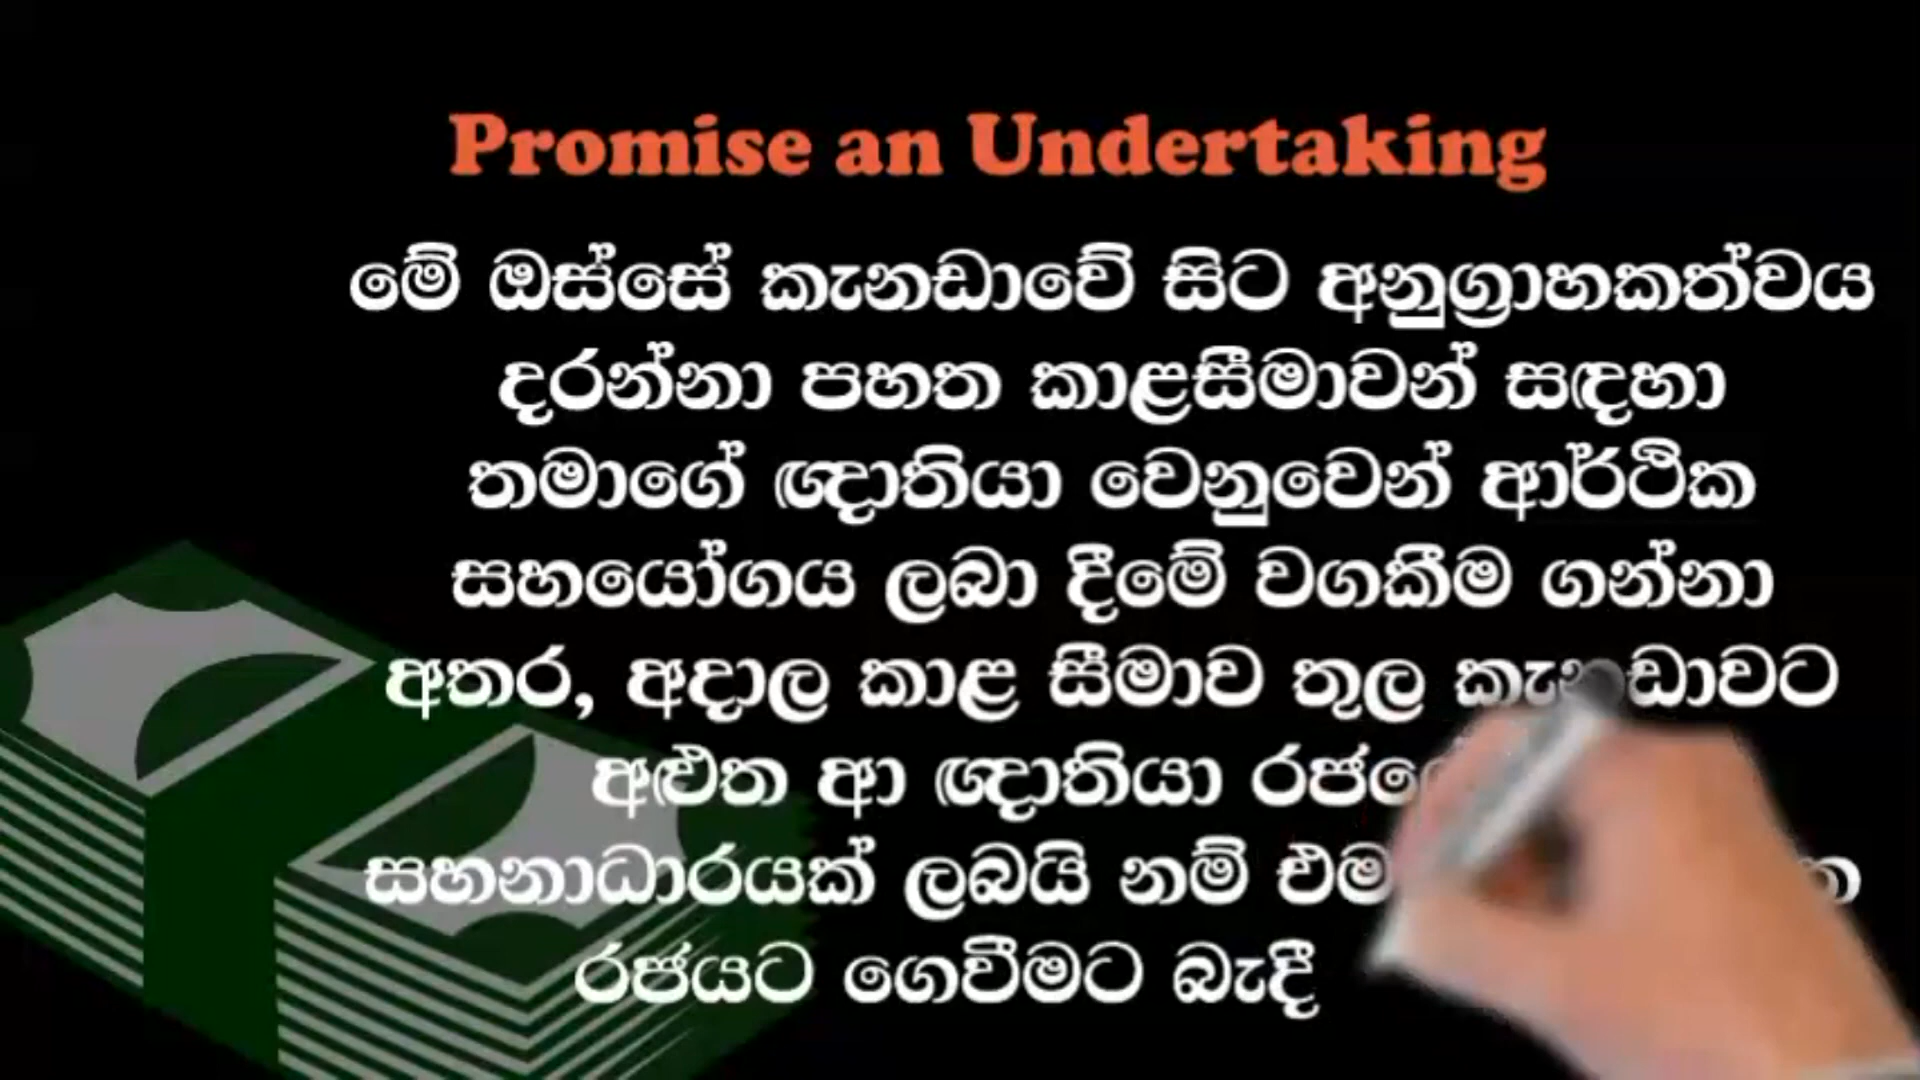 Promise an Undertaking
මේ ඔස්සේ කැනඩාවේ සිට අනුග්‍රාහකත්වය
දරන්නා පහත කාළසීමාවන් සඳහා
තමාගේ ඥාතියා වෙනුවෙන් ආර්ථික
සහයෝගය ලබා දීමේ වගකීම ගන්නා
අතර, අදාල කාළ සීමාව තුල කැනඩාවට
අළුත ආ ඥාතියා
සහනාධාරයක් ලබයි නම්
රජයට ගෙවීමට බැදී